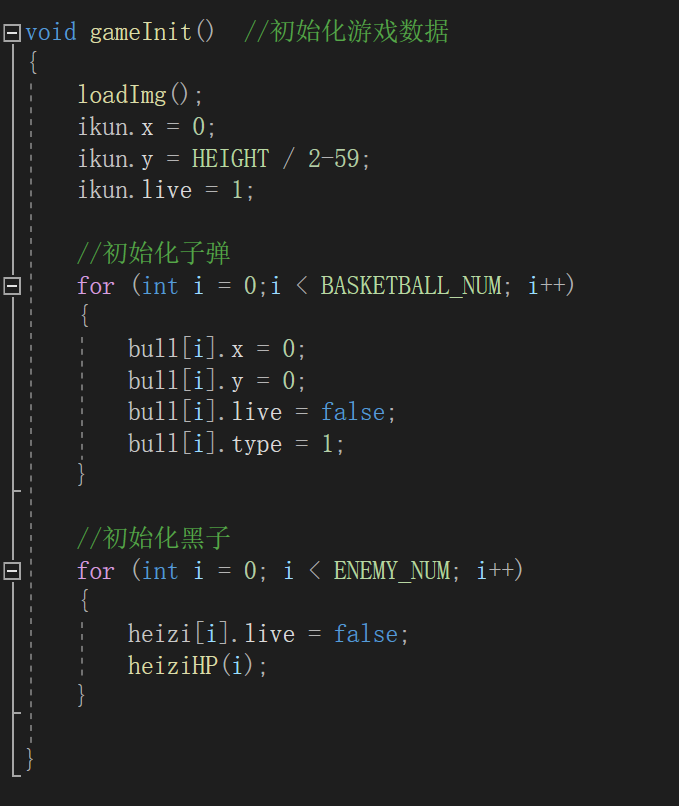 void gameInit()  //初始化游戏数据
{
    loadImg();
    ikun.x = 0;
    ikun.y = HEIGHT / 2-59;
    ikun.live = 1;

    //初始化子弹
    for (int i = 0;i < BASKETBALL_NUM; i++)
    {
        bull[i].x = 0;
        bull[i].y = 0;
        bull[i].live = false;
        bull[i].type = 1;
    }

    //初始化黑子
    for (int i = 0; i < ENEMY_NUM; i++)
    {
        heizi[i].live = false;
        heiziHP(i);
    }

}